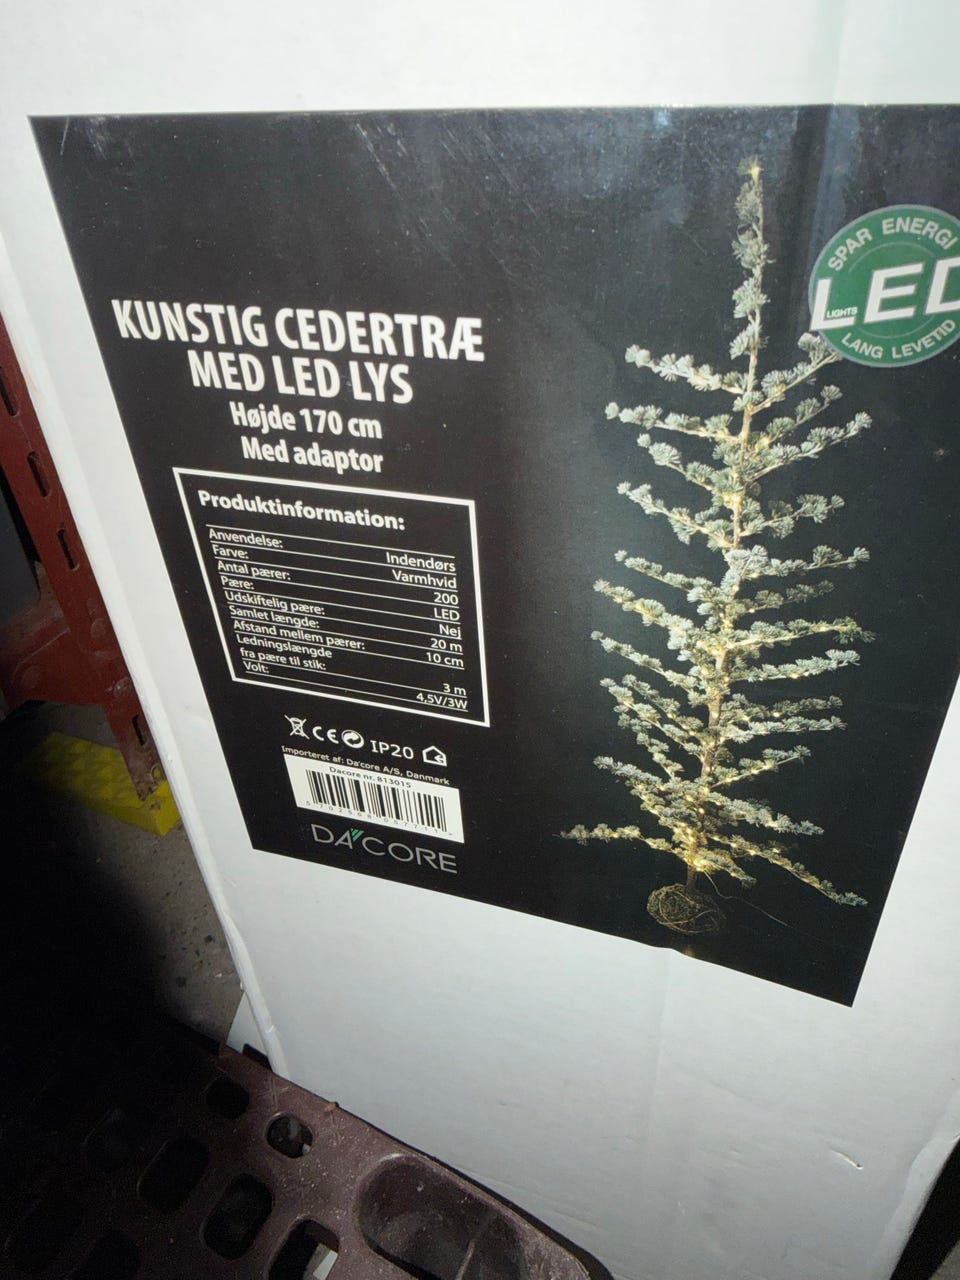 KUNSTIG CEDERTRÆ
MED LED LYS
Højde 170 cm
Med adaptor
Produktinformation:
Anvendelse: Indendørs
Farve: Varmhvid
Antal pærer: 200
Pære: LED
Udskiftelig pære: Nej
Samlet længde: 20 m
Afstand mellem pærer: 10 cm
Ledningslængde
fra pære til stik: 3 m
Volt: 4,5V/3W
CE IP20
Importeret af: Da'core A/S, Danmark
Dacore nr. 813015
DA'CORE
SPAR ENERGI
LIGHTS LED
LANG LEVETID